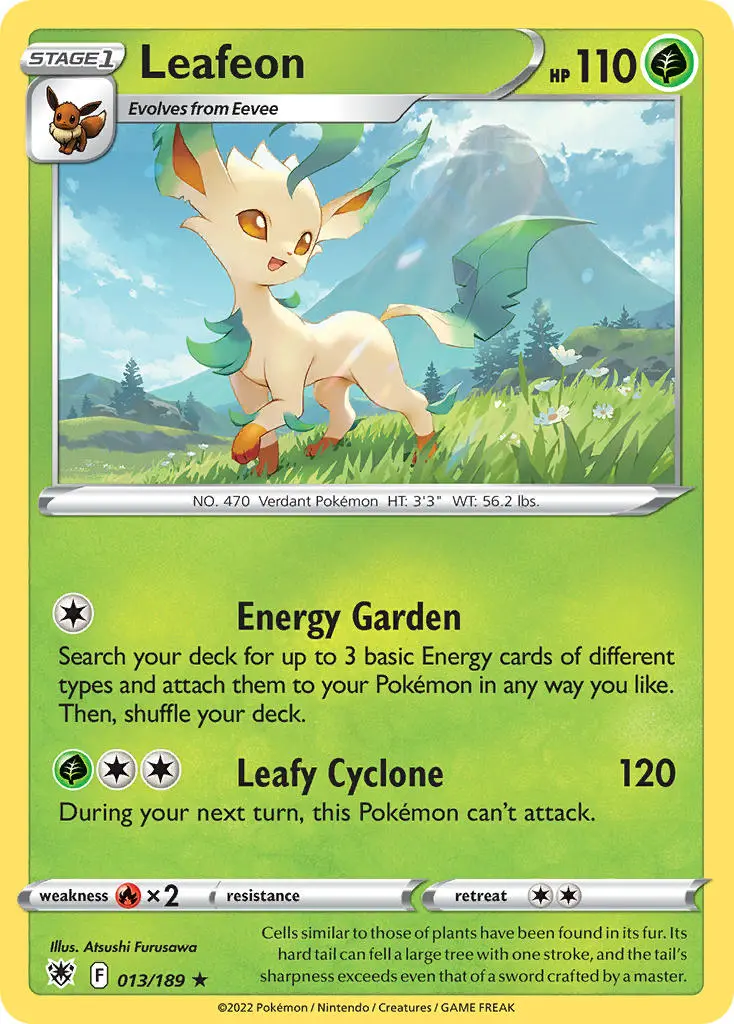 STAGE1
Leafeon
HP 110
Evolves from Eevee
NO. 470 Verdant Pokémon HT: 3'3" WT: 56.2 lbs.
Energy Garden
Search your deck for up to 3 basic Energy cards of different
types and attach them to your Pokémon in any way you like.
Then, shuffle your deck.
Leafy Cyclone 120
During your next turn, this Pokémon can't attack.
weakness ×2 resistance retreat
Illus. Atsushi Furusawa
F 013/189 ★
Cells similar to those of plants have been found in its fur. Its
hard tail can fell a large tree with one stroke, and the tail's
sharpness exceeds even that of a sword crafted by a master.
©2022 Pokémon / Nintendo / Creatures / GAME FREAK